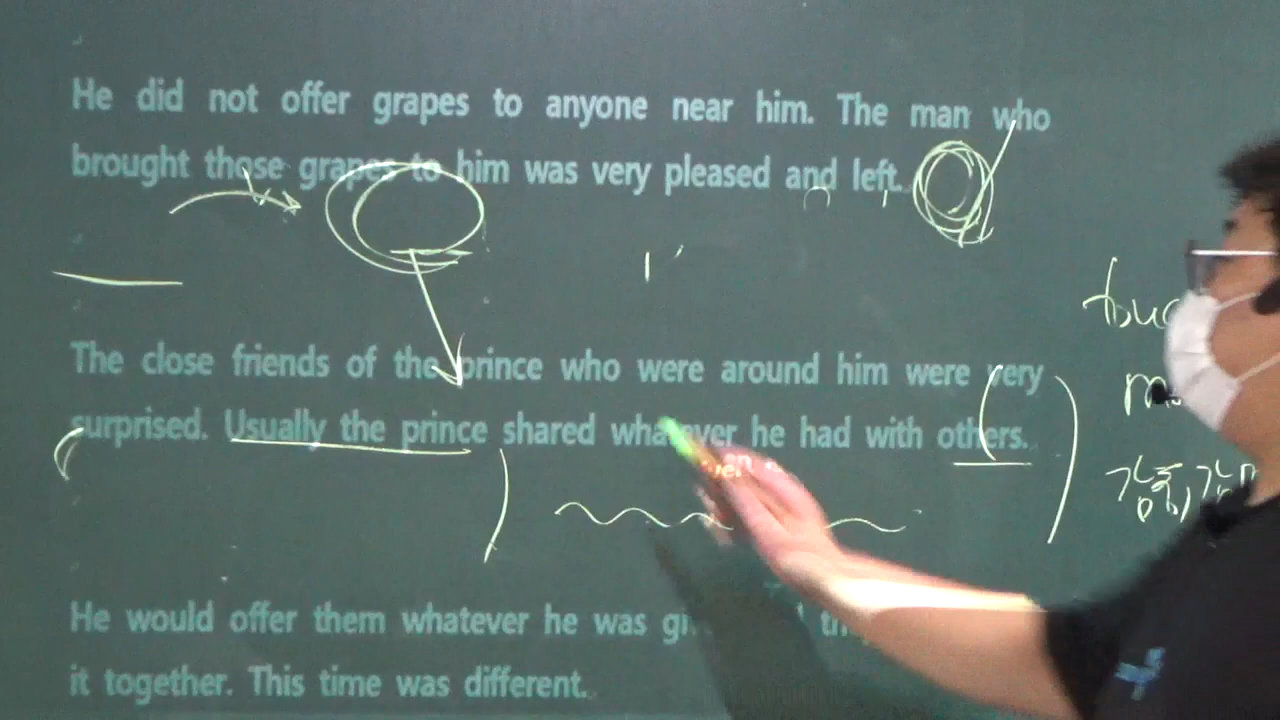 He did not offer grapes to anyone near him. The man who
brought those grapes to him was very pleased and left.
The close friends of the prince who were around him were very
surprised. Usually the prince shared whatever he had with others.
He would offer them whatever he was
it together. This time was different.